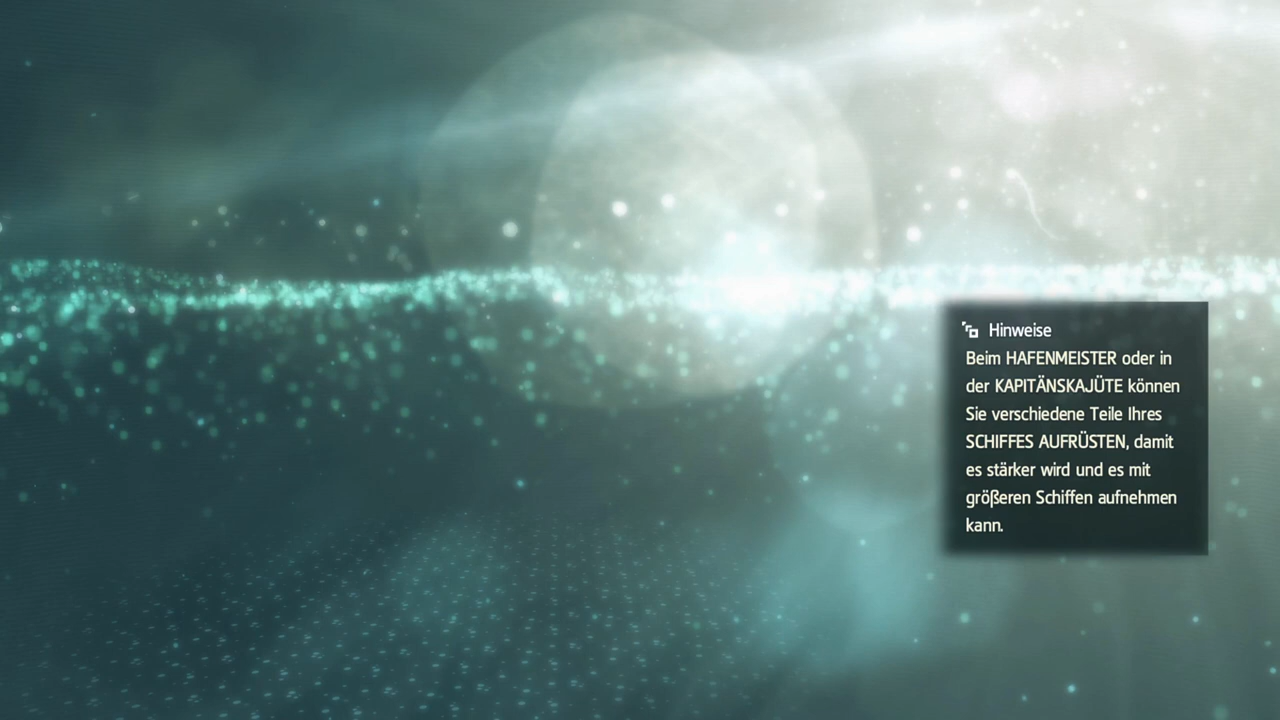 Hinweise
Beim HAFENMEISTER oder in
der KAPITÄNSKAJÜTE können
Sie verschiedene Teile Ihres
SCHIFFES AUFRÜSTEN, damit
es stärker wird und es mit
größeren Schiffen aufnehmen
kann.